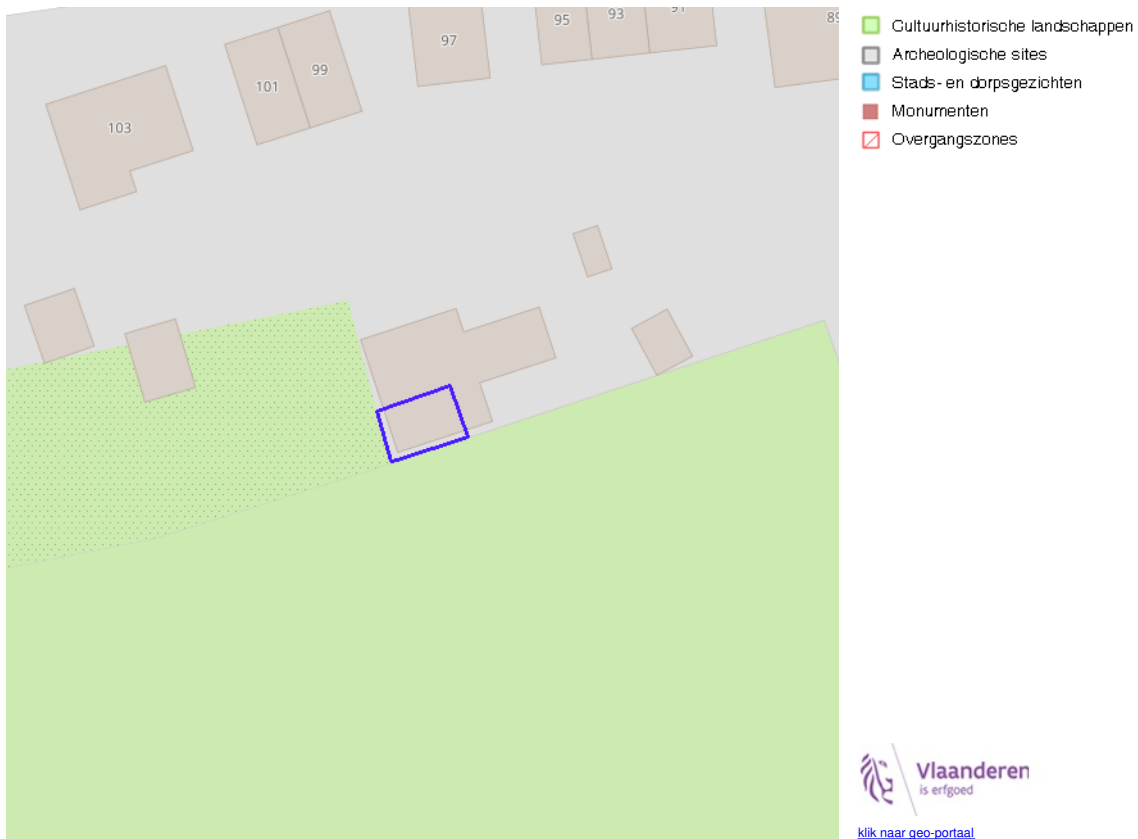 95
93
91
89
97
99
101
103
Cultuurhistorische landschappen
Archeologische sites
Stads- en dorpsgezichten
Monumenten
Overgangszones
Vlaanderen
is erfgoed
klik naar geo-portaal